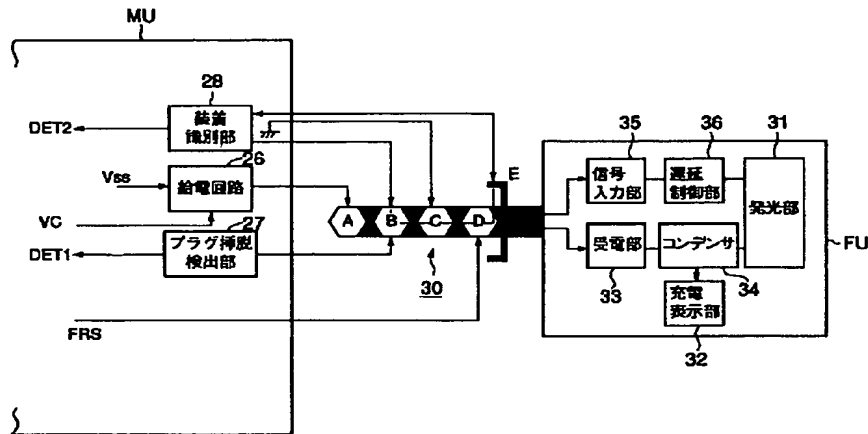 MU
28
装着
識別部
DET2
26
Vss
給電回路
VC
27
DET1
プラグ挿脱
検出部
FRS
A
B
C
D
E
30
35
36
31
信号
入力部
遅延
制御部
発光部
受電部
コンデンサ
FU
33
34
充電
表示部
32